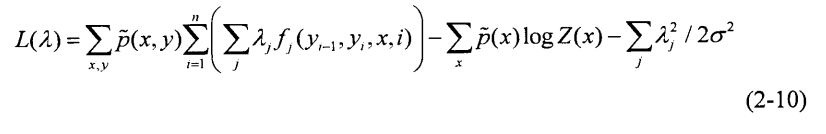 L(λ) = ∑_{x,y} p̃(x,y) ∑_{i=1}^{n} ( ∑_j λ_j f_j(y_{i-1}, y_i, x, i) ) − ∑_x p̃(x) log Z(x) − ∑_j λ_j^2 / 2σ^2
(2-10)